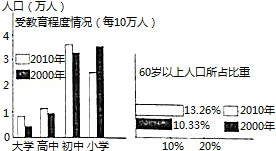 人口（万人）
受教育程度情况（每10万人）
2010年
2000年
4
3
2
1
0
大学 高中 初中 小学
60岁以上人口所占比重
13.26% 2010年
10.33% 2000年
10% 20%